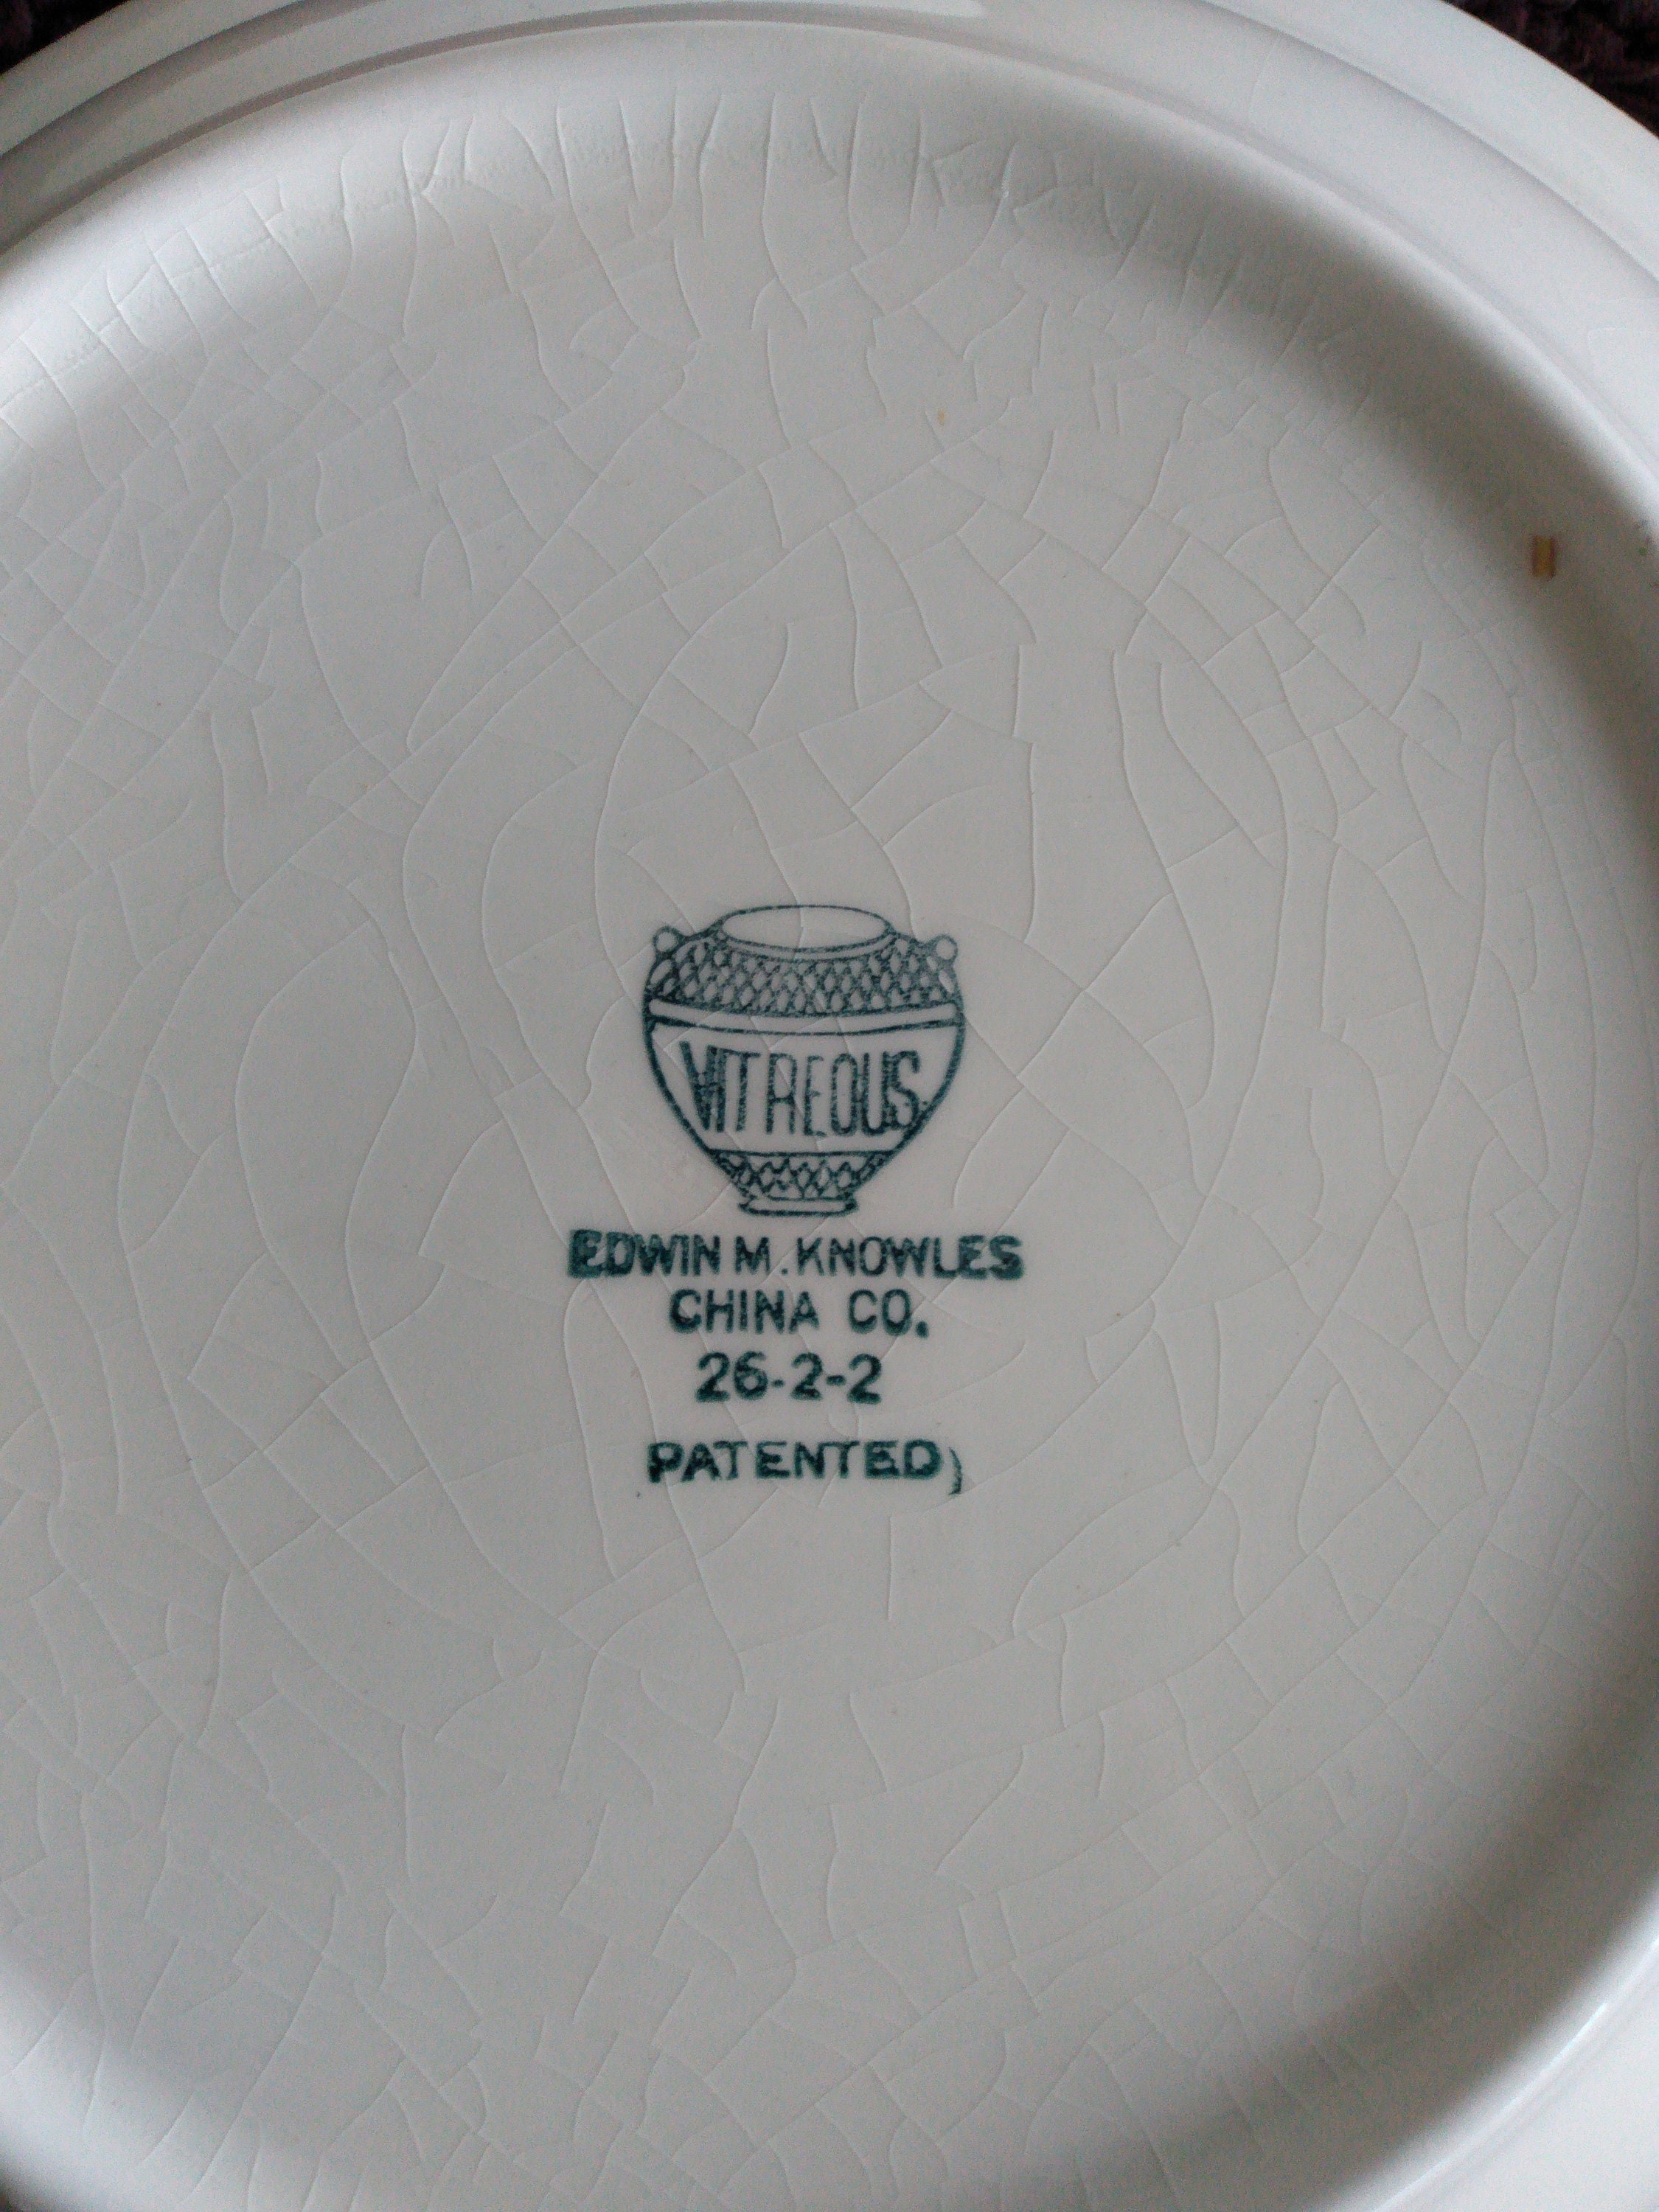 VITREOUS
EDWIN M. KNOWLES
CHINA CO.
26-2-2
PATENTED)